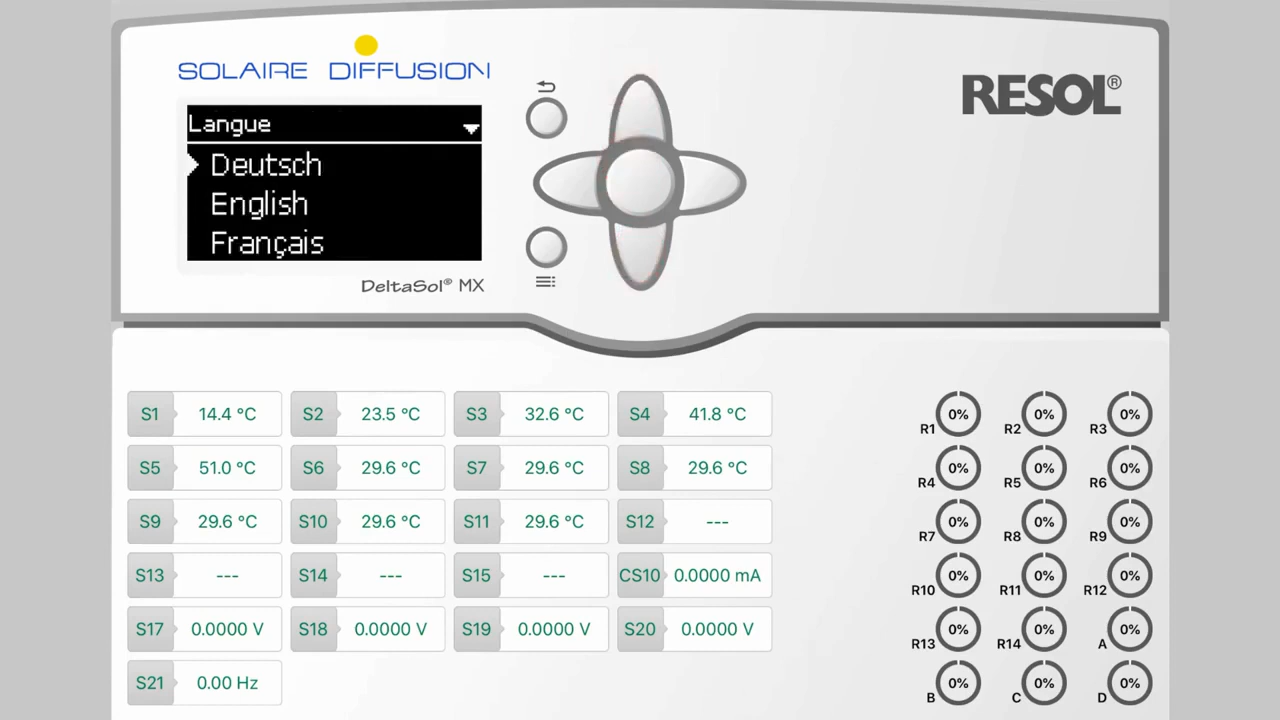 SOLAIRE DIFFUSION
RESOL®
Langue
Deutsch
English
Français
DeltaSol® MX
S1 14.4 °C S2 23.5 °C S3 32.6 °C S4 41.8 °C
R1 0% R2 0% R3 0%
S5 51.0 °C S6 29.6 °C S7 29.6 °C S8 29.6 °C
R4 0% R5 0% R6 0%
S9 29.6 °C S10 29.6 °C S11 29.6 °C S12 ---
R7 0% R8 0% R9 0%
S13 --- S14 --- S15 --- CS10 0.0000 mA
R10 0% R11 0% R12 0%
S17 0.0000 V S18 0.0000 V S19 0.0000 V S20 0.0000 V
R13 0% R14 0% A 0%
S21 0.00 Hz
B 0% C 0% D 0%